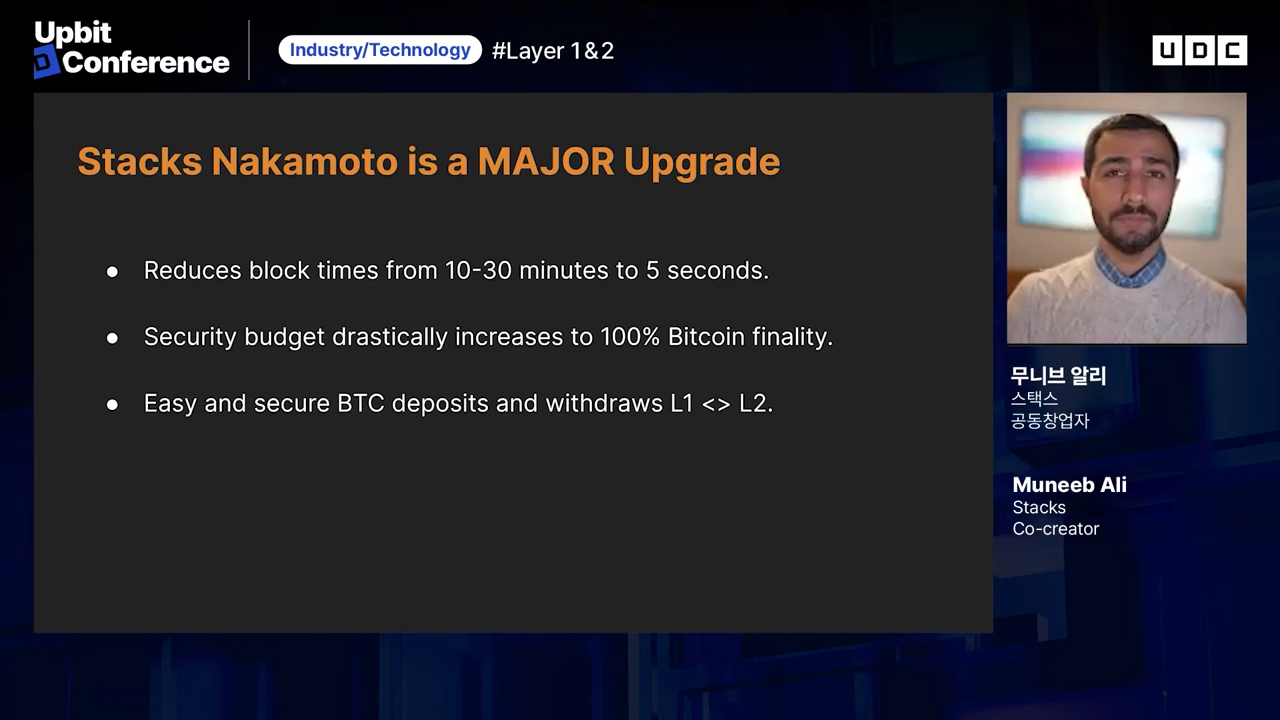 Upbit
D Conference
Industry/Technology #Layer 1&2
UDC
Stacks Nakamoto is a MAJOR Upgrade
● Reduces block times from 10-30 minutes to 5 seconds.
● Security budget drastically increases to 100% Bitcoin finality.
● Easy and secure BTC deposits and withdraws L1 <> L2.
무니브 알리
스택스
공동창업자
Muneeb Ali
Stacks
Co-creator